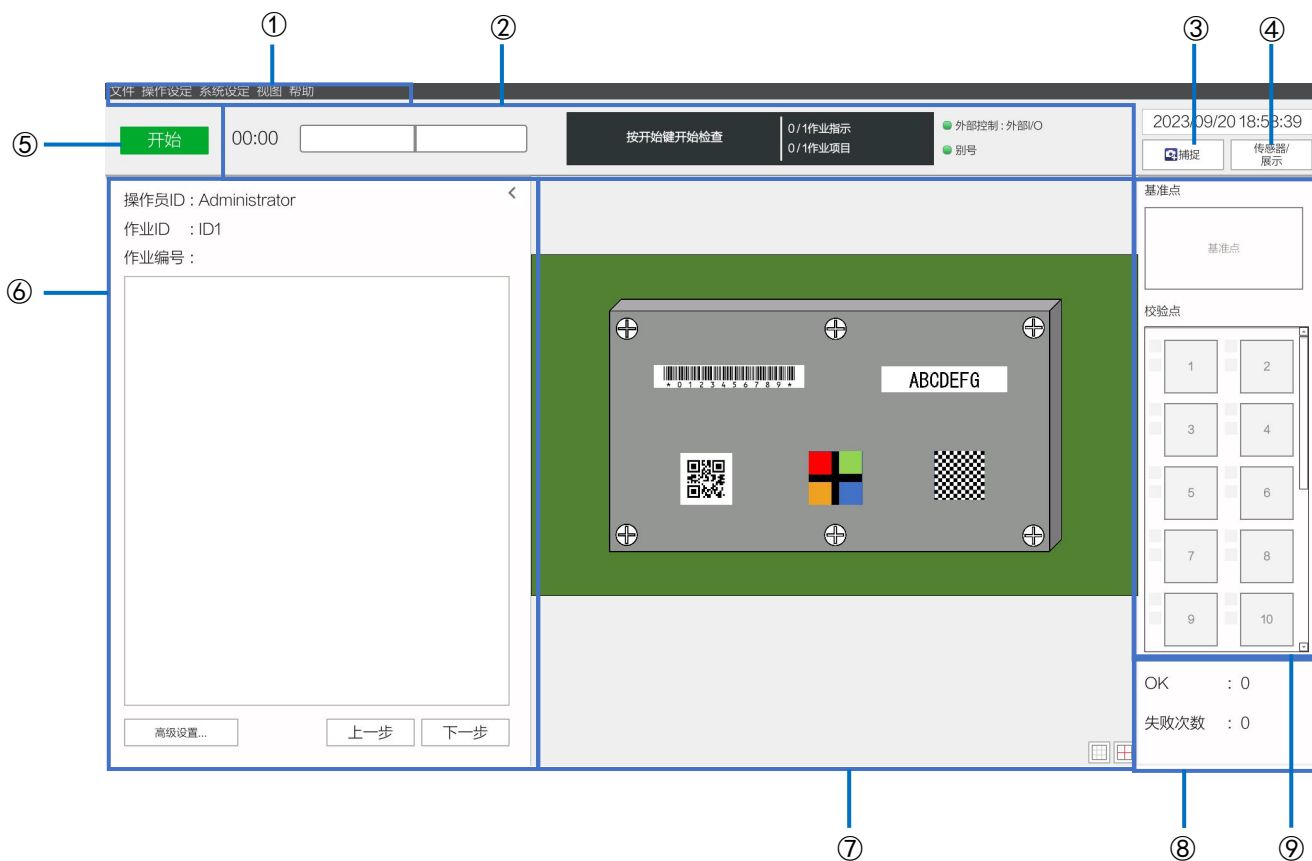 ① ② ③ ④
文件 操作设定 系统设定 视图 帮助
⑤ 开始 00:00 按开始键开始检查 0/1作业指示 外部控制 : 外部I/O 2023/09/20 18:58:39
0/1作业项目 别号 捕捉 传感器/
展示
操作员ID : Administrator <
作业ID : ID1
作业编号 :
基准点
基准点
⑥
校验点
* 0 1 2 3 4 5 6 7 8 9 * ABCDEFG
1 2
3 4
5 6
7 8
9 10
OK : 0
失败次数 : 0
高级设置... 上一步 下一步
⑦ ⑧ ⑨